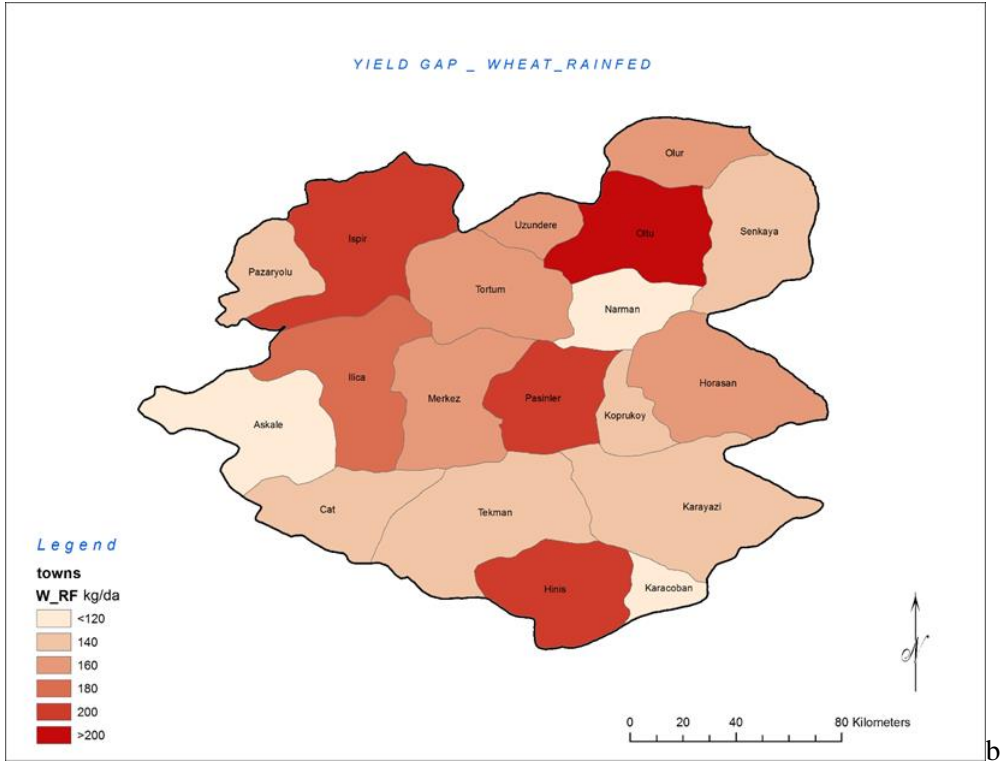 YIELD GAP _ WHEAT_RAINFED
Olur
Uzundere
Oltu
Senkaya
Ispir
Pazaryolu
Tortum
Narman
Ilica
Merkez
Pasinler
Koprukoy
Horasan
Askale
Cat
Tekman
Karayazi
Hinis
Karacoban
Legend
towns
W_RF kg/da
<120
140
160
180
200
>200
N
0 20 40 80 Kilometers
b